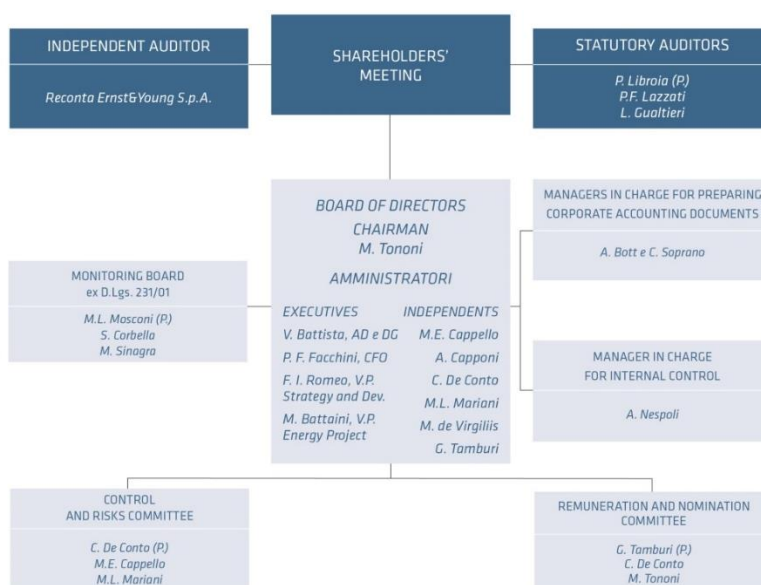 INDEPENDENT AUDITOR
Reconta Ernst&Young S.p.A.
SHAREHOLDERS'
MEETING
STATUTORY AUDITORS
P. Libroia (P.)
P.F. Lazzati
L. Gualtieri
BOARD OF DIRECTORS
CHAIRMAN
M. Tononi
AMMINISTRATORI
EXECUTIVES
V. Battista, AD e DG
P. F. Facchini, CFO
F. I. Romeo, V.P.
Strategy and Dev.
M. Battaini, V.P.
Energy Project
INDEPENDENTS
M.E. Cappello
A. Capponi
C. De Conto
M.L. Mariani
M. de Virgiliis
G. Tamburi
MONITORING BOARD
ex D.Lgs. 231/01
M.L. Mosconi (P.)
S. Corbella
M. Sinagra
MANAGERS IN CHARGE FOR PREPARING
CORPORATE ACCOUNTING DOCUMENTS
A. Bott e C. Soprano
MANAGER IN CHARGE
FOR INTERNAL CONTROL
A. Nespoli
CONTROL
AND RISKS COMMITTEE
C. De Conto (P.)
M.E. Cappello
M.L. Mariani
REMUNERATION AND NOMINATION
COMMITTEE
G. Tamburi (P.)
C. De Conto
M. Tononi